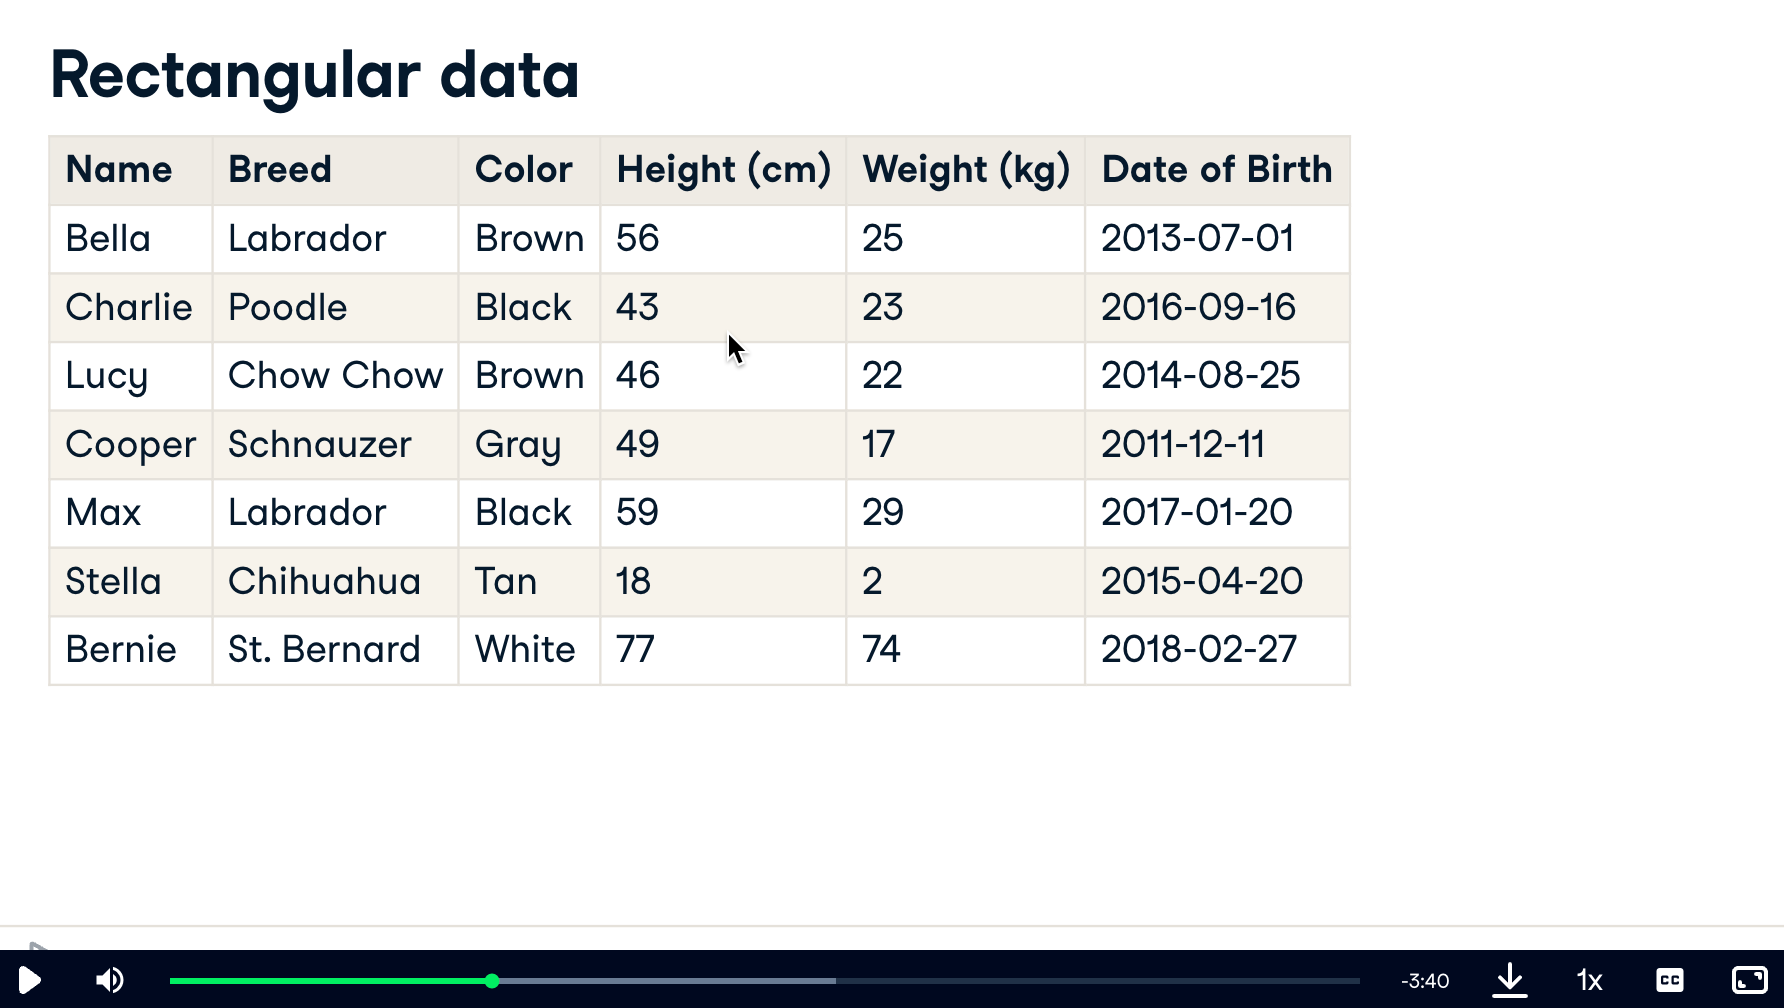 Rectangular data
Name Breed Color Height (cm) Weight (kg) Date of Birth
Bella Labrador Brown 56 25 2013-07-01
Charlie Poodle Black 43 23 2016-09-16
Lucy Chow Chow Brown 46 22 2014-08-25
Cooper Schnauzer Gray 49 17 2011-12-11
Max Labrador Black 59 29 2017-01-20
Stella Chihuahua Tan 18 2 2015-04-20
Bernie St. Bernard White 77 74 2018-02-27
-3:40 1x CC